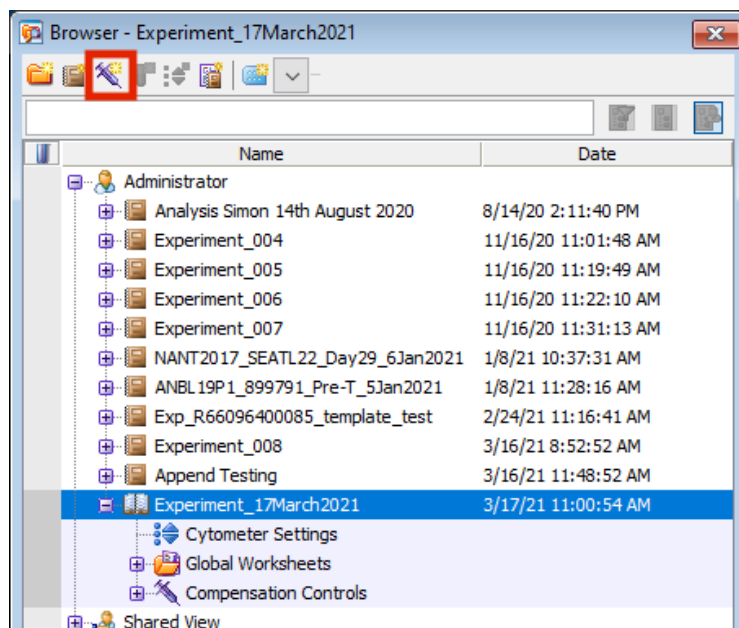 Browser - Experiment_17March2021
Name Date
Administrator
Analysis Simon 14th August 2020 8/14/20 2:11:40 PM
Experiment_004 11/16/20 11:01:48 AM
Experiment_005 11/16/20 11:19:49 AM
Experiment_006 11/16/20 11:22:10 AM
Experiment_007 11/16/20 11:31:13 AM
NANT2017_SEATL22_Day29_6Jan2021 1/8/21 10:37:31 AM
ANBL19P1_899791_Pre-T_5Jan2021 1/8/21 11:28:16 AM
Exp_R66096400085_template_test 2/24/21 11:16:41 AM
Experiment_008 3/16/21 8:52:52 AM
Append Testing 3/16/21 11:48:52 AM
Experiment_17March2021 3/17/21 11:00:54 AM
Cytometer Settings
Global Worksheets
Compensation Controls
Shared View